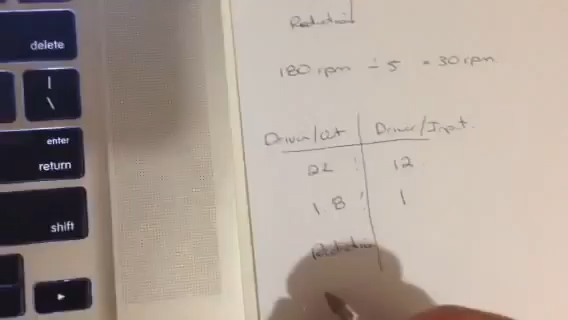 delete
|
\
enter
return
shift
Reduction
180 rpm ÷ 5 = 30 rpm
Driven/Out | Driver/Input
22 : 12
1.8 : 1
Reduction